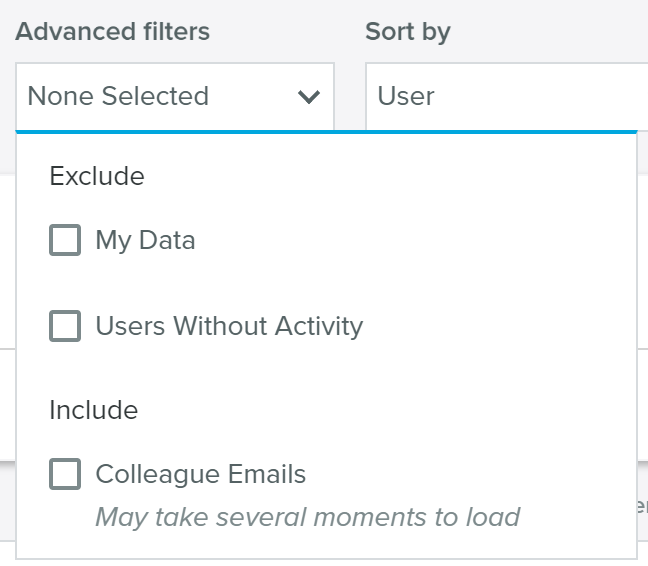 Advanced filters
Sort by
None Selected
User
Exclude
My Data
Users Without Activity
Include
Colleague Emails
May take several moments to load